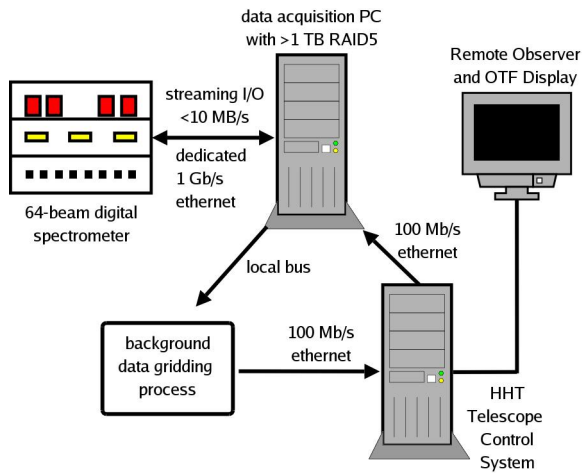 data acquisition PC
with >1 TB RAID5
Remote Observer
and OTF Display
streaming I/O
<10 MB/s
dedicated
1 Gb/s
ethernet
64-beam digital
spectrometer
100 Mb/s
ethernet
local bus
background
data gridding
process
100 Mb/s
ethernet
HHT
Telescope
Control
System